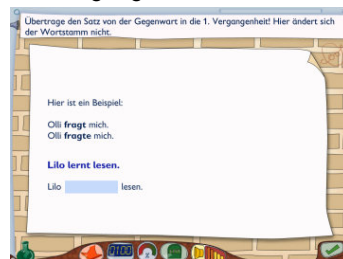 Übertrage den Satz von der Gegenwart in die 1. Vergangenheit! Hier ändert sich
der Wortstamm nicht.
Hier ist ein Beispiel:
Olli fragt mich.
Olli fragte mich.
Lilo lernt lesen.
Lilo lesen.
0100